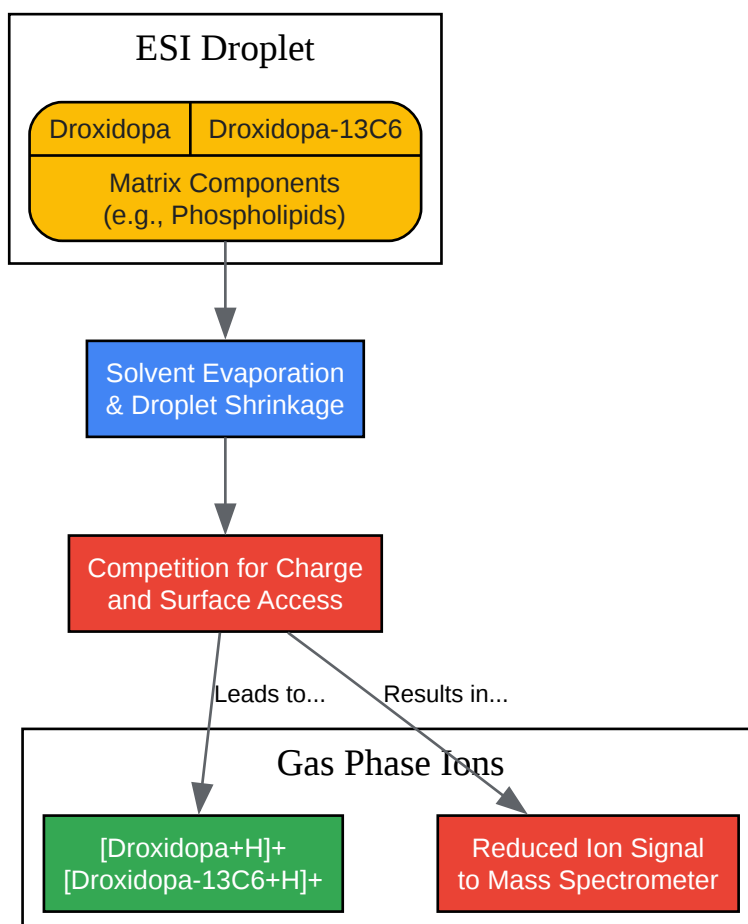 ESI Droplet
Droxidopa
Droxidopa-13C6
Matrix Components
(e.g., Phospholipids)
Solvent Evaporation
& Droplet Shrinkage
Competition for Charge
and Surface Access
Leads to...
Results in...
Gas Phase Ions
[Droxidopa+H]+
[Droxidopa-13C6+H]+
Reduced Ion Signal
to Mass Spectrometer